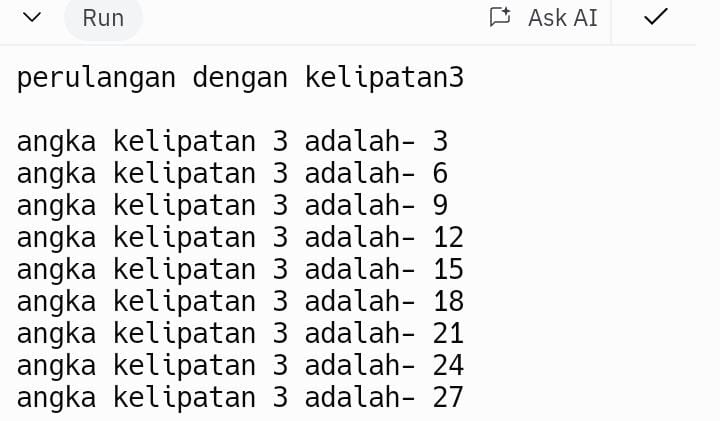 Run Ask AI
perulangan dengan kelipatan3
angka kelipatan 3 adalah- 3
angka kelipatan 3 adalah- 6
angka kelipatan 3 adalah- 9
angka kelipatan 3 adalah- 12
angka kelipatan 3 adalah- 15
angka kelipatan 3 adalah- 18
angka kelipatan 3 adalah- 21
angka kelipatan 3 adalah- 24
angka kelipatan 3 adalah- 27